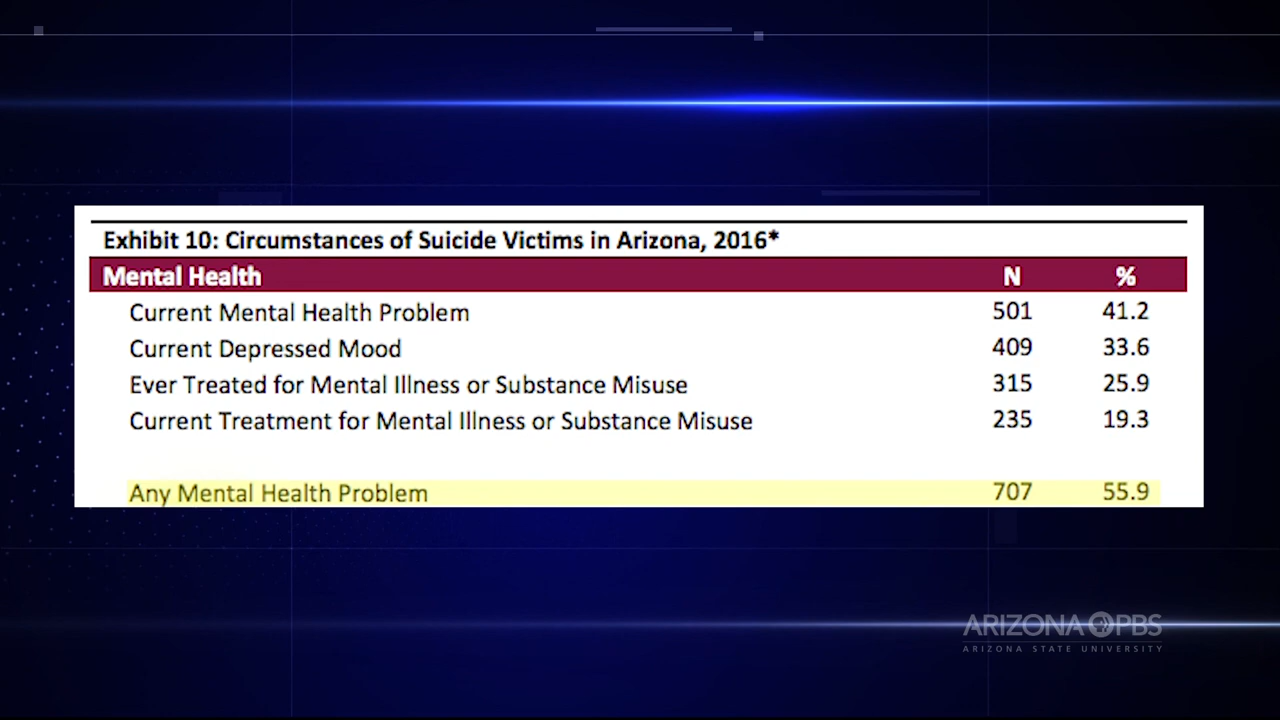 Exhibit 10: Circumstances of Suicide Victims in Arizona, 2016*
Mental Health N %
Current Mental Health Problem 501 41.2
Current Depressed Mood 409 33.6
Ever Treated for Mental Illness or Substance Misuse 315 25.9
Current Treatment for Mental Illness or Substance Misuse 235 19.3
Any Mental Health Problem 707 55.9
ARIZONA PBS
ARIZONA STATE UNIVERSITY